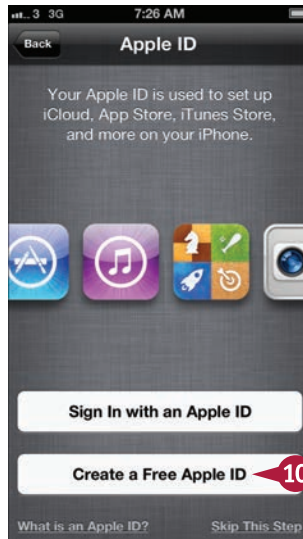 3 3G 7:26 AM
Back Apple ID
Your Apple ID is used to set up
iCloud, App Store, iTunes Store,
and more on your iPhone.
Sign In with an Apple ID
Create a Free Apple ID 10
What is an Apple ID? Skip This Step